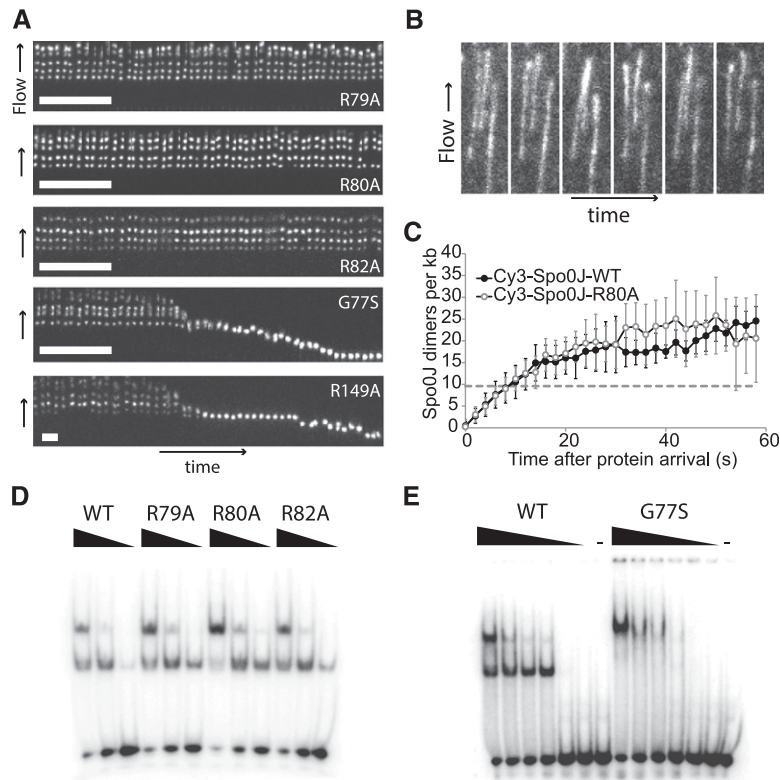 A
Flow
R79A
R80A
R82A
G77S
R149A
time
B
Flow
time
C
Spo0J dimers per kb
40
35
30
25
20
15
10
5
0
Cy3-Spo0J-WT
Cy3-Spo0J-R80A
0 20 40 60
Time after protein arrival (s)
D
WT R79A R80A R82A
E
WT - G77S -